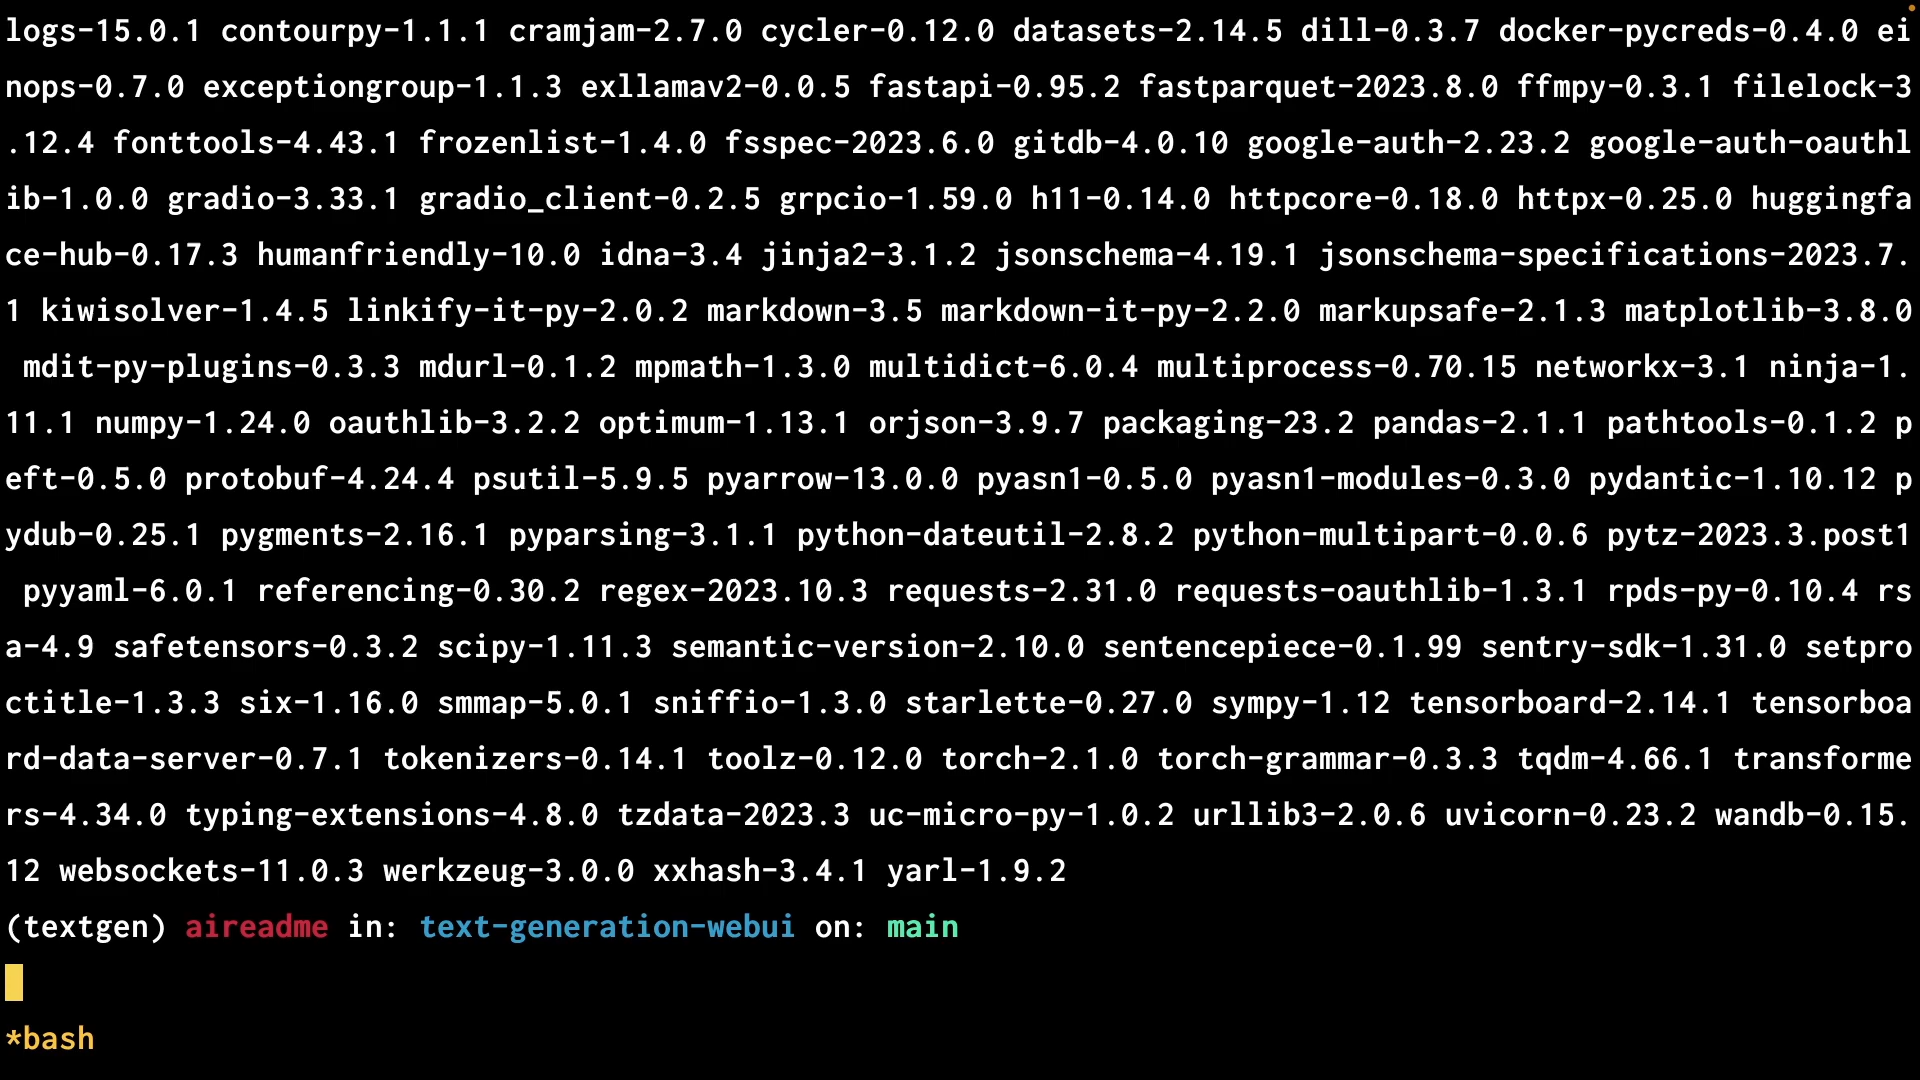 logs-15.0.1 contourpy-1.1.1 cramjam-2.7.0 cycler-0.12.0 datasets-2.14.5 dill-0.3.7 docker-pycreds-0.4.0 ei
nops-0.7.0 exceptiongroup-1.1.3 exllamav2-0.0.5 fastapi-0.95.2 fastparquet-2023.8.0 ffmpy-0.3.1 filelock-3
.12.4 fonttools-4.43.1 frozenlist-1.4.0 fsspec-2023.6.0 gitdb-4.0.10 google-auth-2.23.2 google-auth-oauthl
ib-1.0.0 gradio-3.33.1 gradio_client-0.2.5 grpcio-1.59.0 h11-0.14.0 httpcore-0.18.0 httpx-0.25.0 huggingfa
ce-hub-0.17.3 humanfriendly-10.0 idna-3.4 jinja2-3.1.2 jsonschema-4.19.1 jsonschema-specifications-2023.7.
1 kiwisolver-1.4.5 linkify-it-py-2.0.2 markdown-3.5 markdown-it-py-2.2.0 markupsafe-2.1.3 matplotlib-3.8.0
 mdit-py-plugins-0.3.3 mdurl-0.1.2 mpmath-1.3.0 multidict-6.0.4 multiprocess-0.70.15 networkx-3.1 ninja-1.
11.1 numpy-1.24.0 oauthlib-3.2.2 optimum-1.13.1 orjson-3.9.7 packaging-23.2 pandas-2.1.1 pathtools-0.1.2 p
eft-0.5.0 protobuf-4.24.4 psutil-5.9.5 pyarrow-13.0.0 pyasn1-0.5.0 pyasn1-modules-0.3.0 pydantic-1.10.12 p
ydub-0.25.1 pygments-2.16.1 pyparsing-3.1.1 python-dateutil-2.8.2 python-multipart-0.0.6 pytz-2023.3.post1
 pyyaml-6.0.1 referencing-0.30.2 regex-2023.10.3 requests-2.31.0 requests-oauthlib-1.3.1 rpds-py-0.10.4 rs
a-4.9 safetensors-0.3.2 scipy-1.11.3 semantic-version-2.10.0 sentencepiece-0.1.99 sentry-sdk-1.31.0 setpro
ctitle-1.3.3 six-1.16.0 smmap-5.0.1 sniffio-1.3.0 starlette-0.27.0 sympy-1.12 tensorboard-2.14.1 tensorboa
rd-data-server-0.7.1 tokenizers-0.14.1 toolz-0.12.0 torch-2.1.0 torch-grammar-0.3.3 tqdm-4.66.1 transforme
rs-4.34.0 typing-extensions-4.8.0 tzdata-2023.3 uc-micro-py-1.0.2 urllib3-2.0.6 uvicorn-0.23.2 wandb-0.15.
12 websockets-11.0.3 werkzeug-3.0.0 xxhash-3.4.1 yarl-1.9.2
(textgen) aireadme in: text-generation-webui on: main
*bash